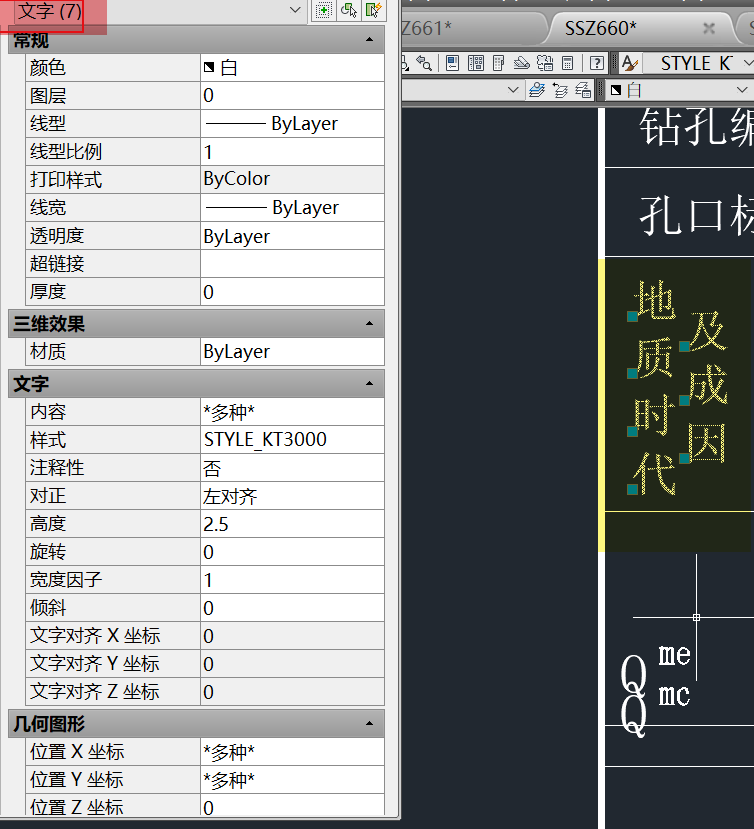 文字 (7)
常规
颜色 白
图层 0
线型 ByLayer
线型比例 1
打印样式 ByColor
线宽 ByLayer
透明度 ByLayer
超链接
厚度 0
三维效果
材质 ByLayer
文字
内容 *多种*
样式 STYLE_KT3000
注释性 否
对正 左对齐
高度 2.5
旋转 0
宽度因子 1
倾斜 0
文字对齐 X 坐标 0
文字对齐 Y 坐标 0
文字对齐 Z 坐标 0
几何图形
位置 X 坐标 *多种*
位置 Y 坐标 *多种*
位置 Z 坐标 0
Z661*
SSZ660*
STYLE_K
白
钻孔编
孔口标
地质时代
及成因
Q me
Q mc